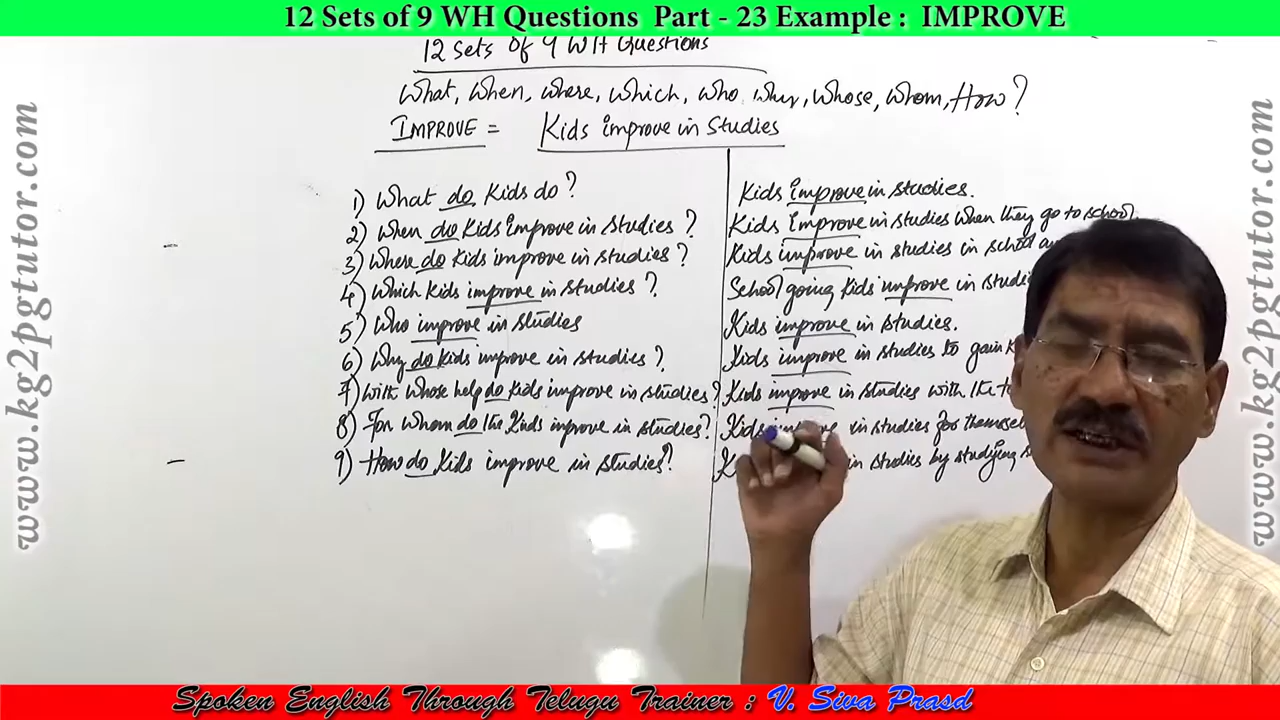 12 Sets of 9 WH Questions Part - 23 Example : IMPROVE
12 Sets of 9 WH Questions
What, When, Where, Which, Who, Why, Whose, Whom, How?
IMPROVE = Kids improve in Studies
1) What do Kids do? Kids improve in studies.
2) When do Kids Improve in Studies? Kids Improve in studies when they go to school.
3) Where do Kids improve in studies? Kids improve in studies in school
4) Which Kids improve in studies? School going Kids improve in
5) Who improve in studies Kids improve in studies.
6) Why do Kids improve in studies? Kids improve in studies to gain
7) With whose help do Kids improve in studies? Kids improve in studies with the
8) For Whom do the Kids improve in studies? Kids improve in studies for
9) How do Kids improve in studies? in studies by studying
www.kg2pgtutor.com
www.kg2pgtutor.com
Spoken English Through Telugu Trainer : V. Siva Prasd